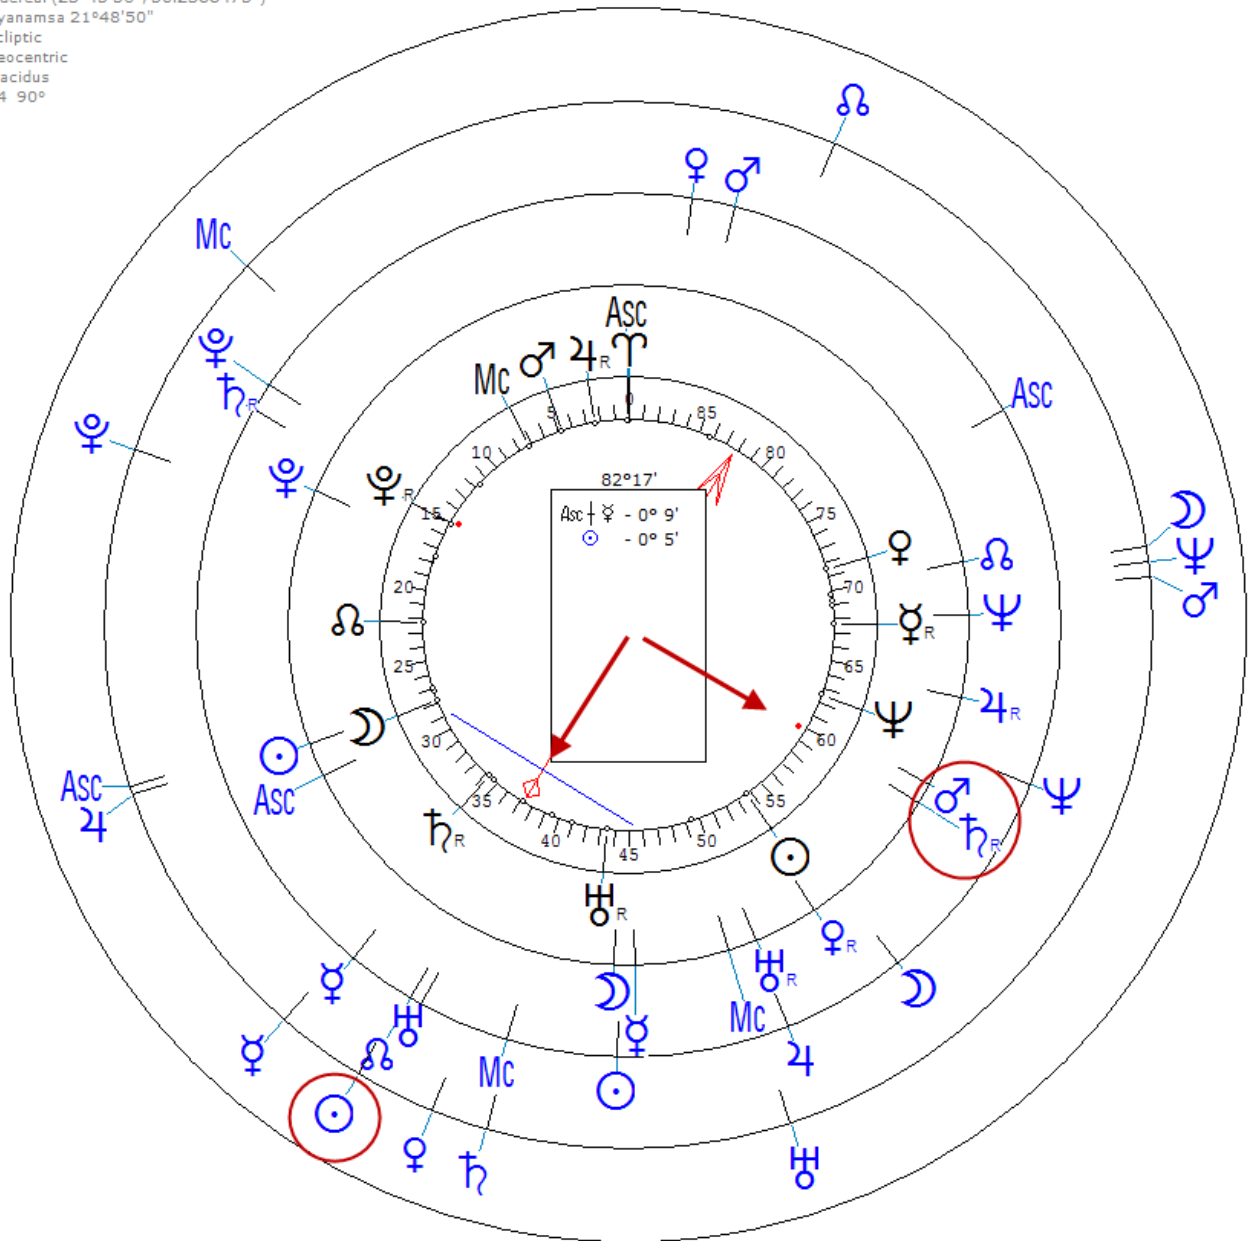 yanamsa 21°48'50"
cliptic
eocentric
acidus
4 90°
Mc
Asc
Mc
R
Asc
R
0
5
85
10
80
R
R
82°17'
15
Asc - 0° 9'
- 0° 5'
75
20
70
R
25
65
R
30
60
Asc
Asc
35
55
R
R
40
45
50
R
R
R
Mc
Mc